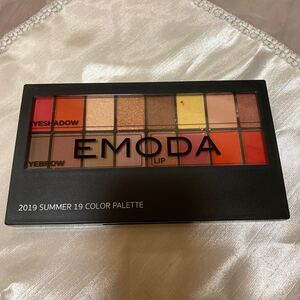 EYESHADOW
EMODA
EYEBROW
LIP
2019 SUMMER 19 COLOR PALETTE